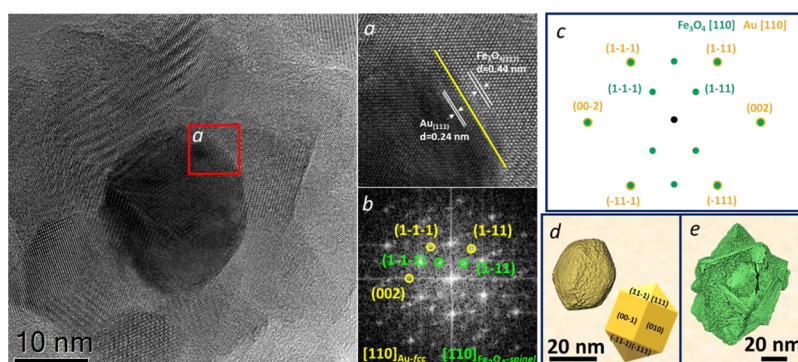 a
10 nm
a
Fe3O4(111)
d=0.44 nm
Au(111)
d=0.24 nm
b
(1-1-1)
(1-11)
(1-1-1)
(1-11)
(002)
[110]Au-fcc
[110]Fe3O4-spinel
c
Fe3O4 [110] Au [110]
(1-1-1)
(1-11)
(1-1-1)
(1-11)
(00-2)
(002)
(-11-1)
(-111)
d
(11-1)
(111)
(00-1)
(010)
(-11-1)
(-111)
20 nm
e
20 nm